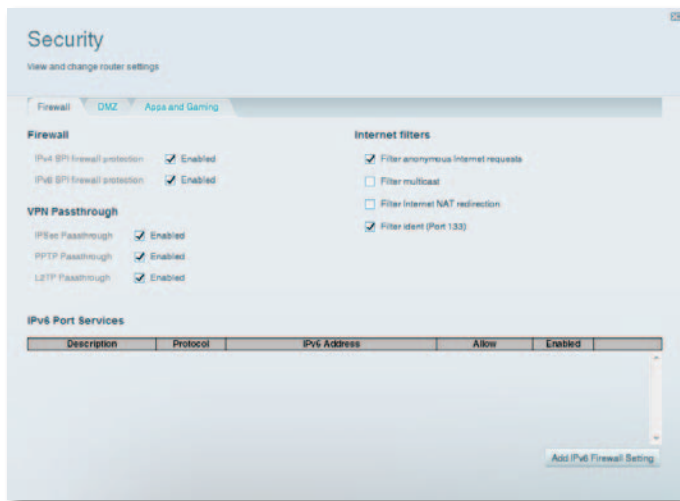 Security
View and change router settings
Firewall
DMZ
Apps and Gaming
Firewall
IPv4 SPI firewall protection
Enabled
IPv6 SPI firewall protection
Enabled
VPN Passthrough
IPSec Passthrough
Enabled
PPTP Passthrough
Enabled
L2TP Passthrough
Enabled
Internet filters
Filter anonymous Internet requests
Filter multicast
Filter Internet NAT redirection
Filter ident (Port 133)
IPv6 Port Services
Description Protocol IPv6 Address Allow Enabled
Add IPv6 Firewall Setting